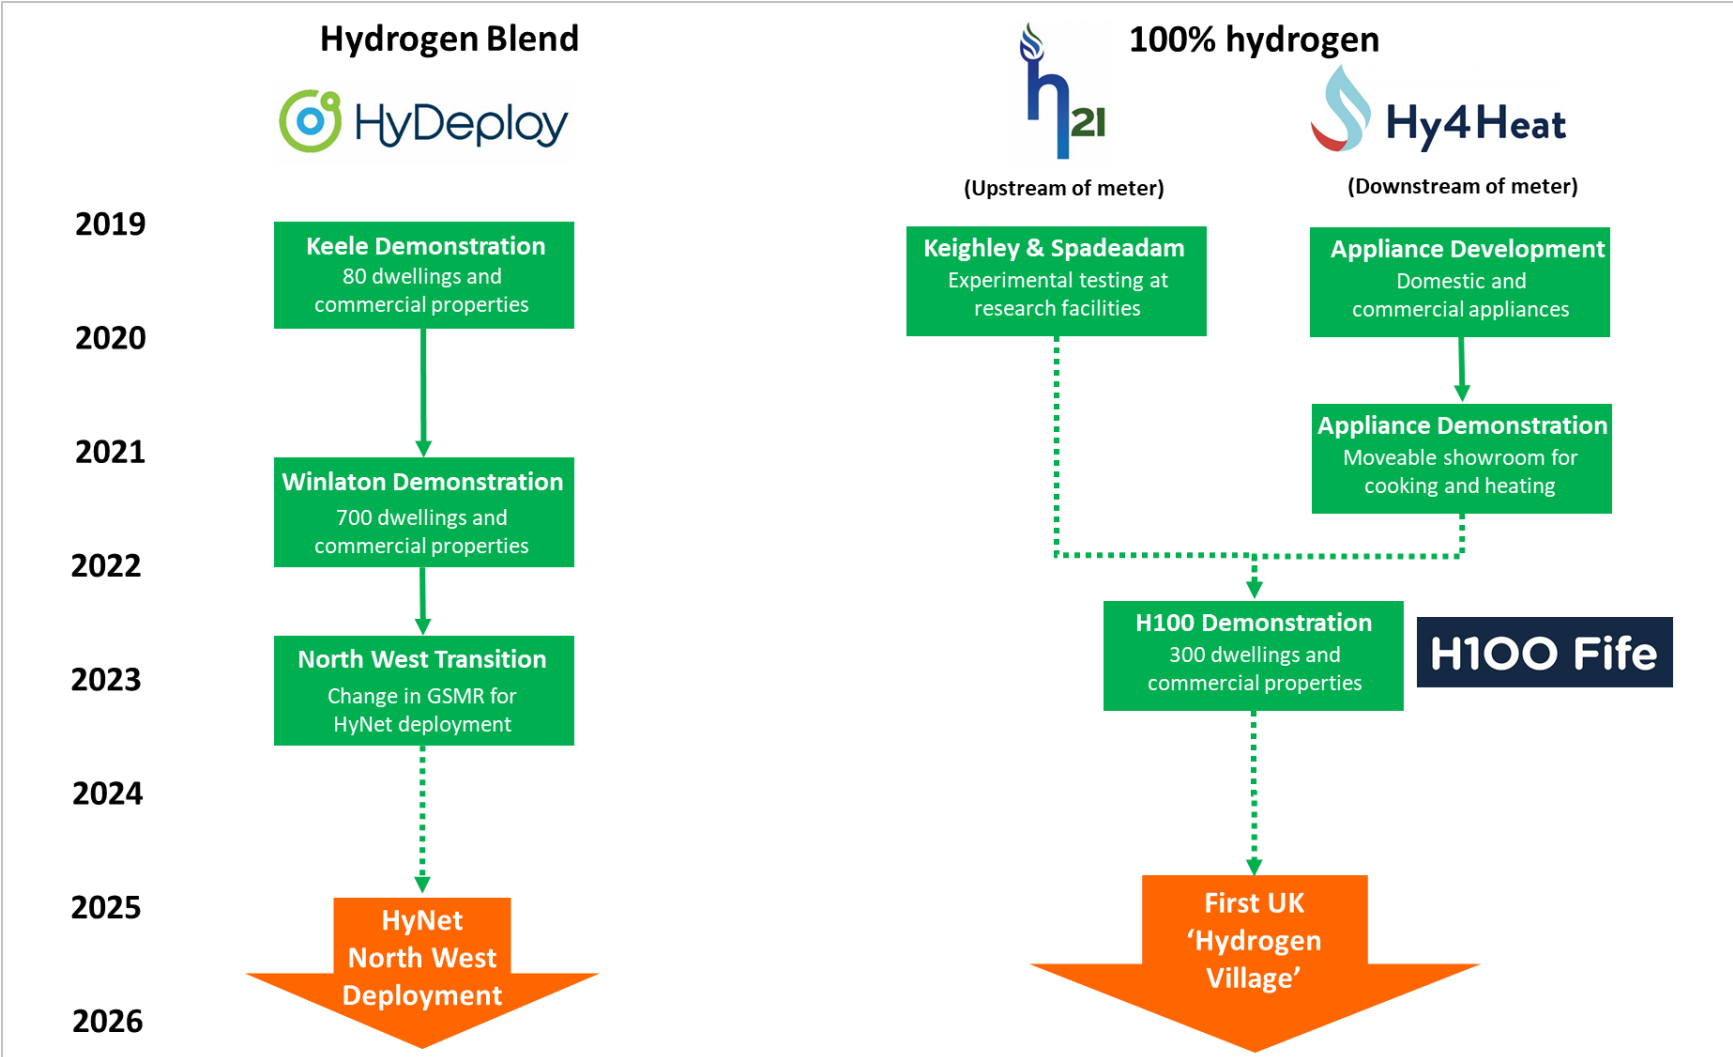 Hydrogen Blend
HyDeploy
100% hydrogen
h21
(Upstream of meter)
Hy4Heat
(Downstream of meter)
2019
2020
2021
2022
2023
2024
2025
2026
Keele Demonstration
80 dwellings and
commercial properties
Winlaton Demonstration
700 dwellings and
commercial properties
North West Transition
Change in GSMR for
HyNet deployment
HyNet
North West
Deployment
Keighley & Spadeadam
Experimental testing at
research facilities
Appliance Development
Domestic and
commercial appliances
Appliance Demonstration
Moveable showroom for
cooking and heating
H100 Demonstration
300 dwellings and
commercial properties
H100 Fife
First UK
‘Hydrogen
Village’